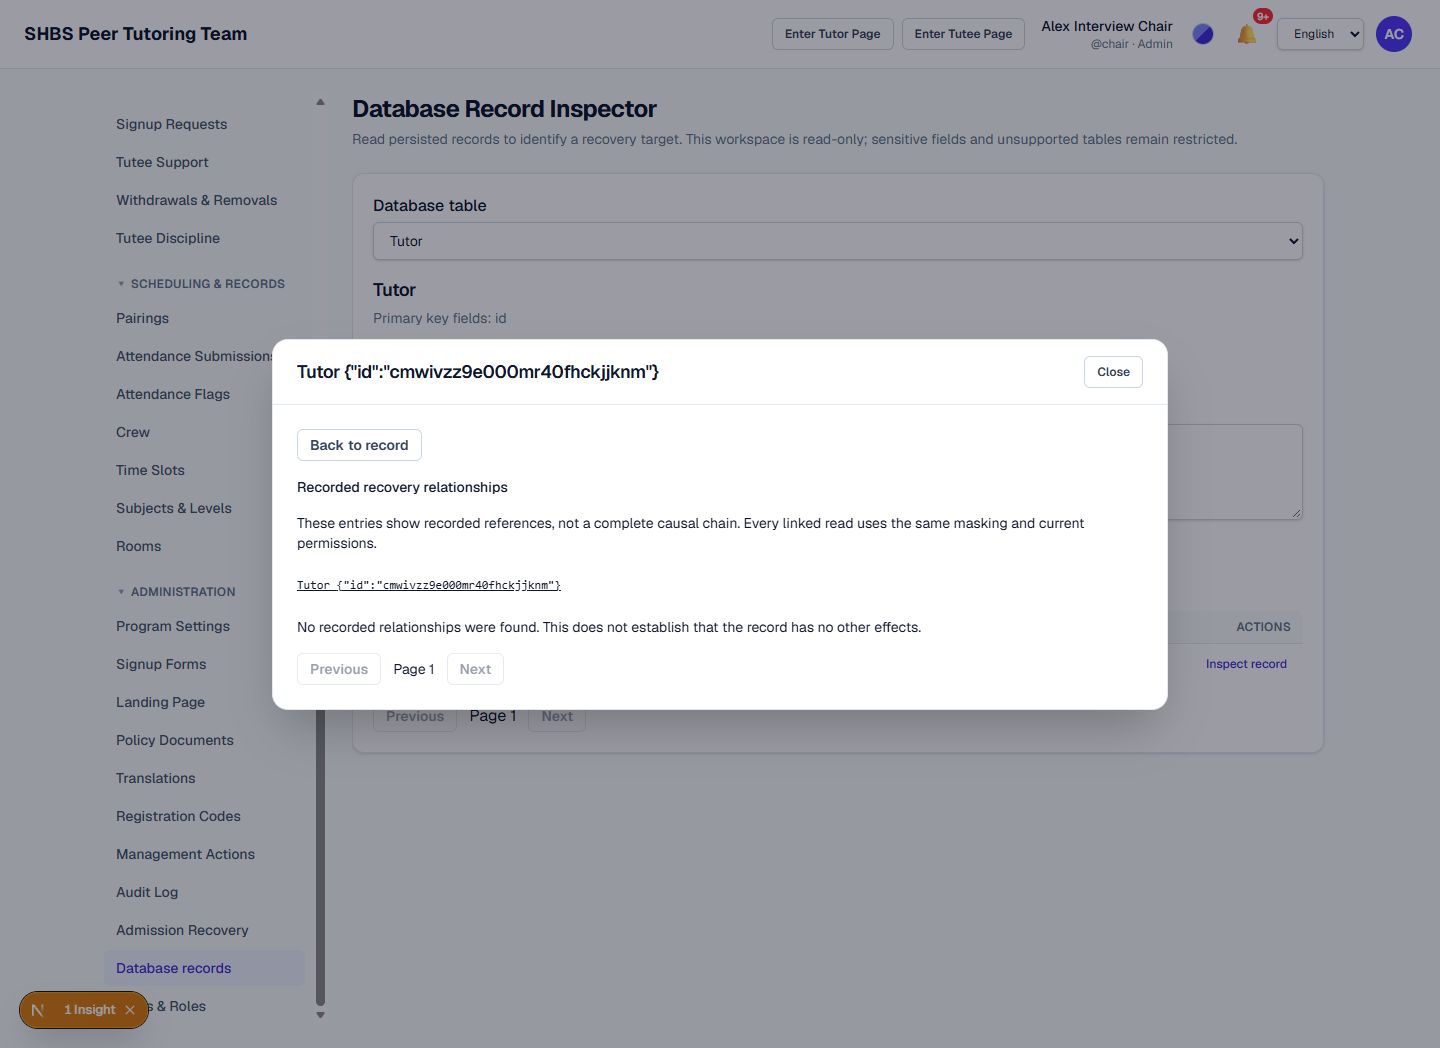 SHBS Peer Tutoring Team
Enter Tutor Page
Enter Tutee Page
Alex Interview Chair
@chair · Admin
9+
English
AC
Signup Requests
Tutee Support
Withdrawals & Removals
Tutee Discipline
SCHEDULING & RECORDS
Pairings
Attendance Submissions
Attendance Flags
Crew
Time Slots
Subjects & Levels
Rooms
ADMINISTRATION
Program Settings
Signup Forms
Landing Page
Policy Documents
Translations
Registration Codes
Management Actions
Audit Log
Admission Recovery
Database records
s & Roles
N 1 Insight
Database Record Inspector
Read persisted records to identify a recovery target. This workspace is read-only; sensitive fields and unsupported tables remain restricted.
Database table
Tutor
Tutor
Primary key fields: id
Tutor {"id":"cmwivzz9e000mr40fhckjjknm"}
Close
Back to record
Recorded recovery relationships
These entries show recorded references, not a complete causal chain. Every linked read uses the same masking and current
permissions.
Tutor {"id":"cmwivzz9e000mr40fhckjjknm"}
No recorded relationships were found. This does not establish that the record has no other effects.
Previous Page 1 Next
ACTIONS
Inspect record
Previous Page 1 Next